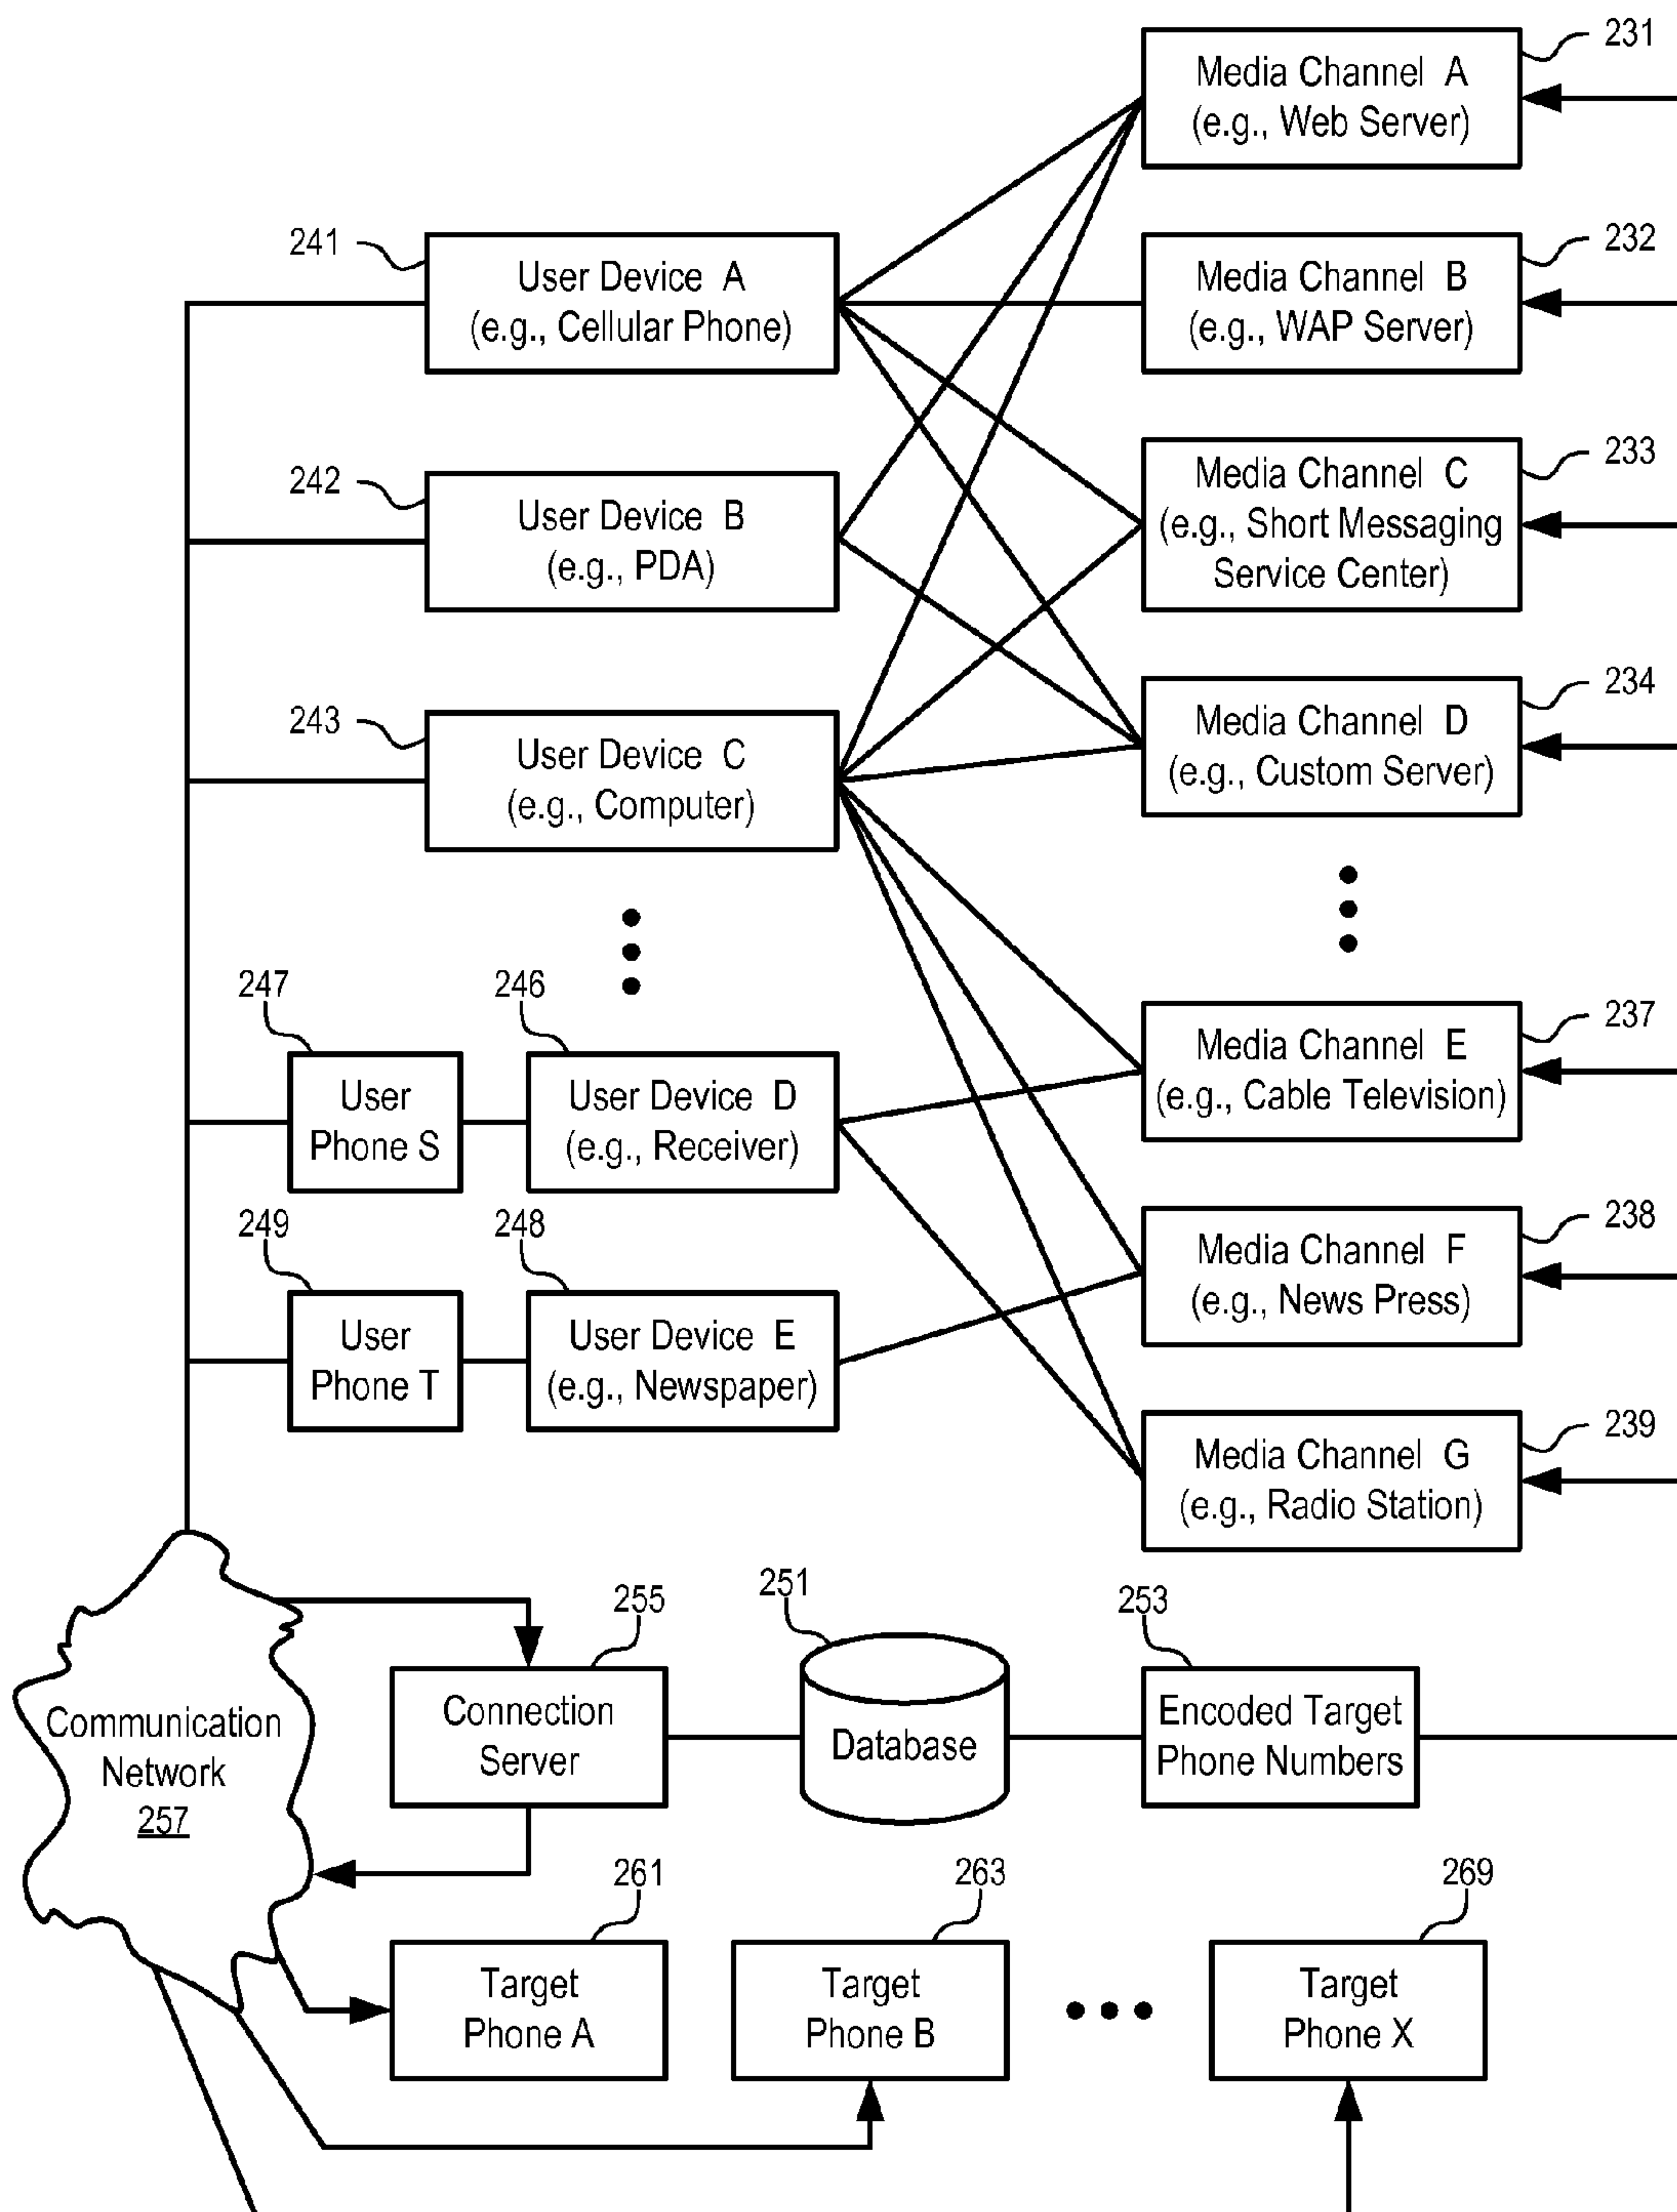 231
Media Channel A
(e.g., Web Server)
241
User Device A
(e.g., Cellular Phone)
232
Media Channel B
(e.g., WAP Server)
242
User Device B
(e.g., PDA)
233
Media Channel C
(e.g., Short Messaging
Service Center)
243
User Device C
(e.g., Computer)
234
Media Channel D
(e.g., Custom Server)
247
User
Phone S
246
User Device D
(e.g., Receiver)
237
Media Channel E
(e.g., Cable Television)
249
User
Phone T
248
User Device E
(e.g., Newspaper)
238
Media Channel F
(e.g., News Press)
239
Media Channel G
(e.g., Radio Station)
Communication
Network
257
255
Connection
Server
251
Database
253
Encoded Target
Phone Numbers
261
Target
Phone A
263
Target
Phone B
269
Target
Phone X